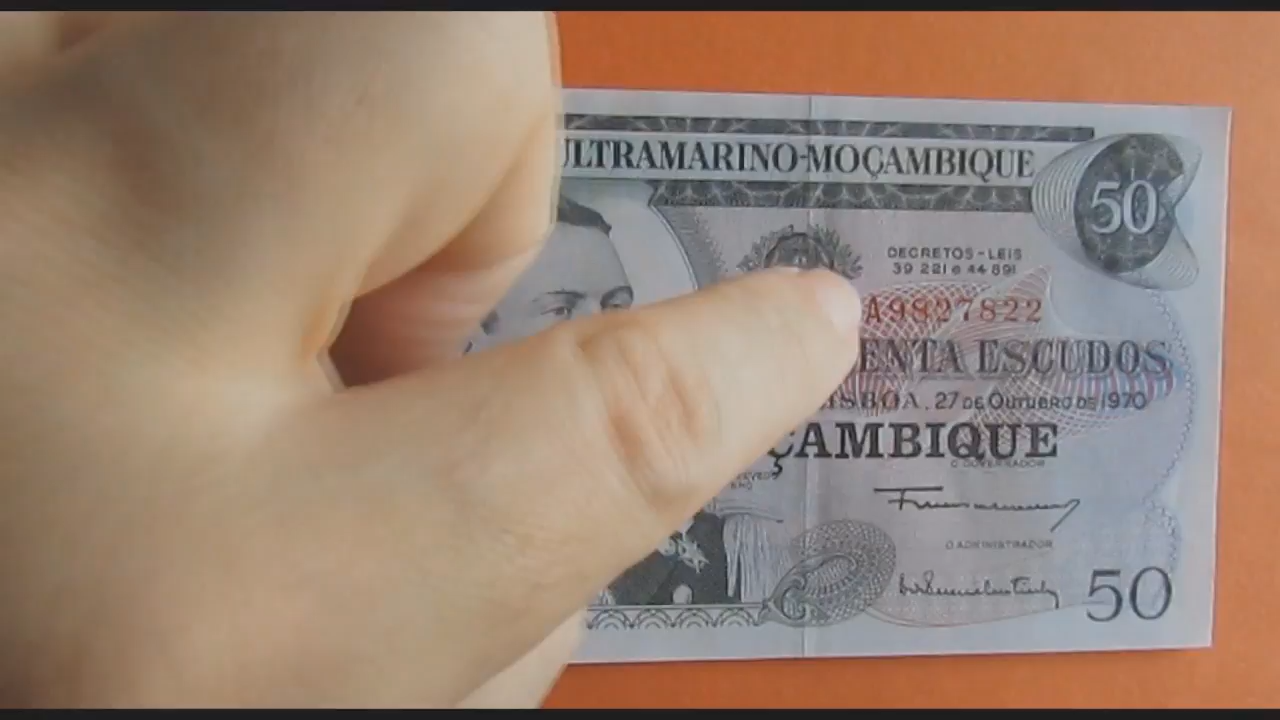 ULTRAMARINO-MOÇAMBIQUE
50
DECRETOS-LEIS
39 221 e 44 891
A9827822
ENTA ESCUDOS
LISBOA, 27 DE OUTUBRO DE 1970
ÇAMBIQUE
O GOVERNADOR
O ADMINISTRADOR
50